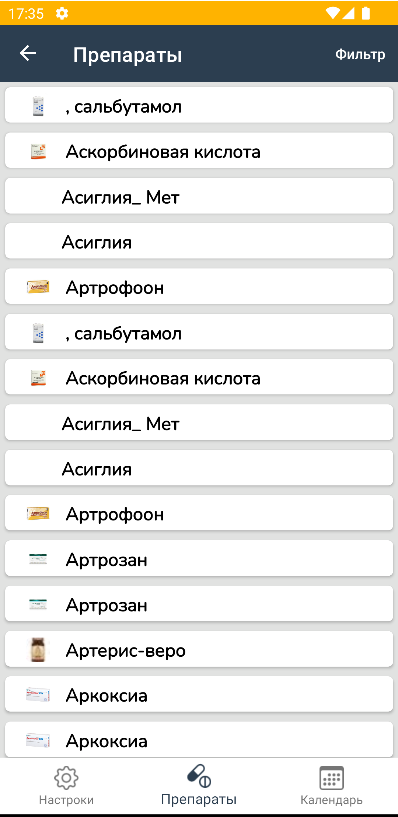 17:35
Препараты
Фильтр
, сальбутамол
Аскорбиновая кислота
Асиглия_ Мет
Асиглия
Артрофоон
, сальбутамол
Аскорбиновая кислота
Асиглия_ Мет
Асиглия
Артрофоон
Артрозан
Артрозан
Артерис-веро
Аркоксиа
Аркоксиа
Настроки
Препараты
Календарь